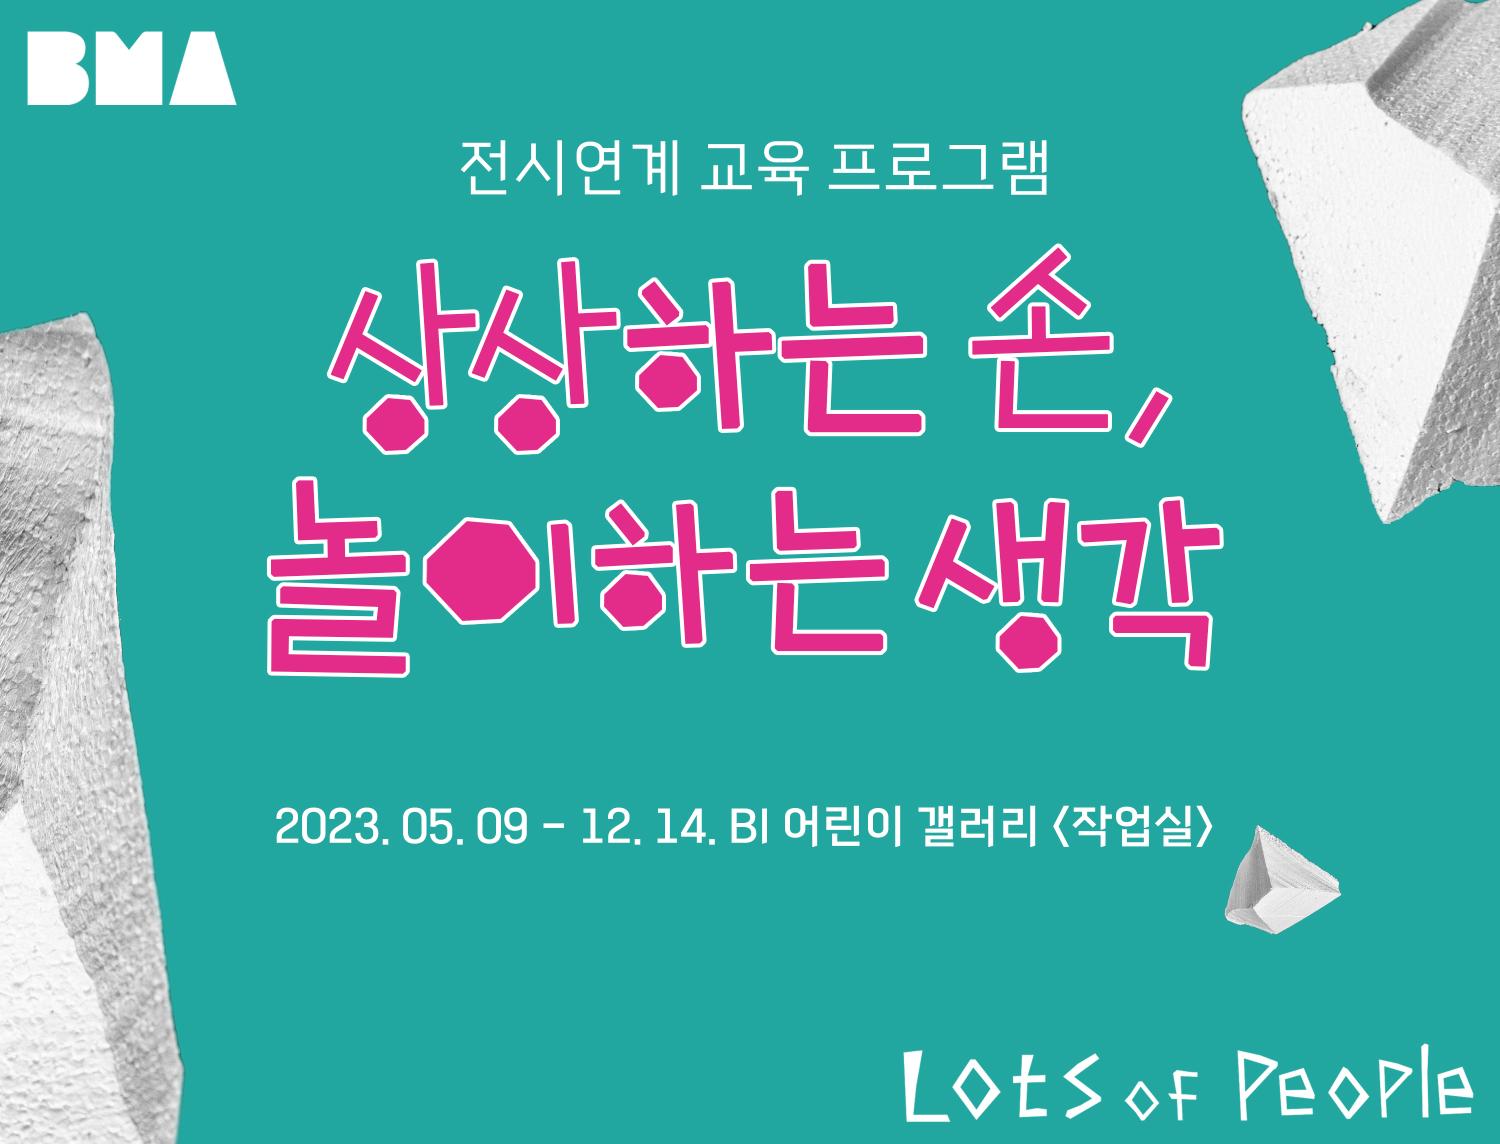 BMA
전시연계 교육 프로그램
상상하는 손,
놀이하는 생각
2023. 05. 09 - 12. 14. BI 어린이 갤러리 〈작업실〉
LOtS OF PeOPle